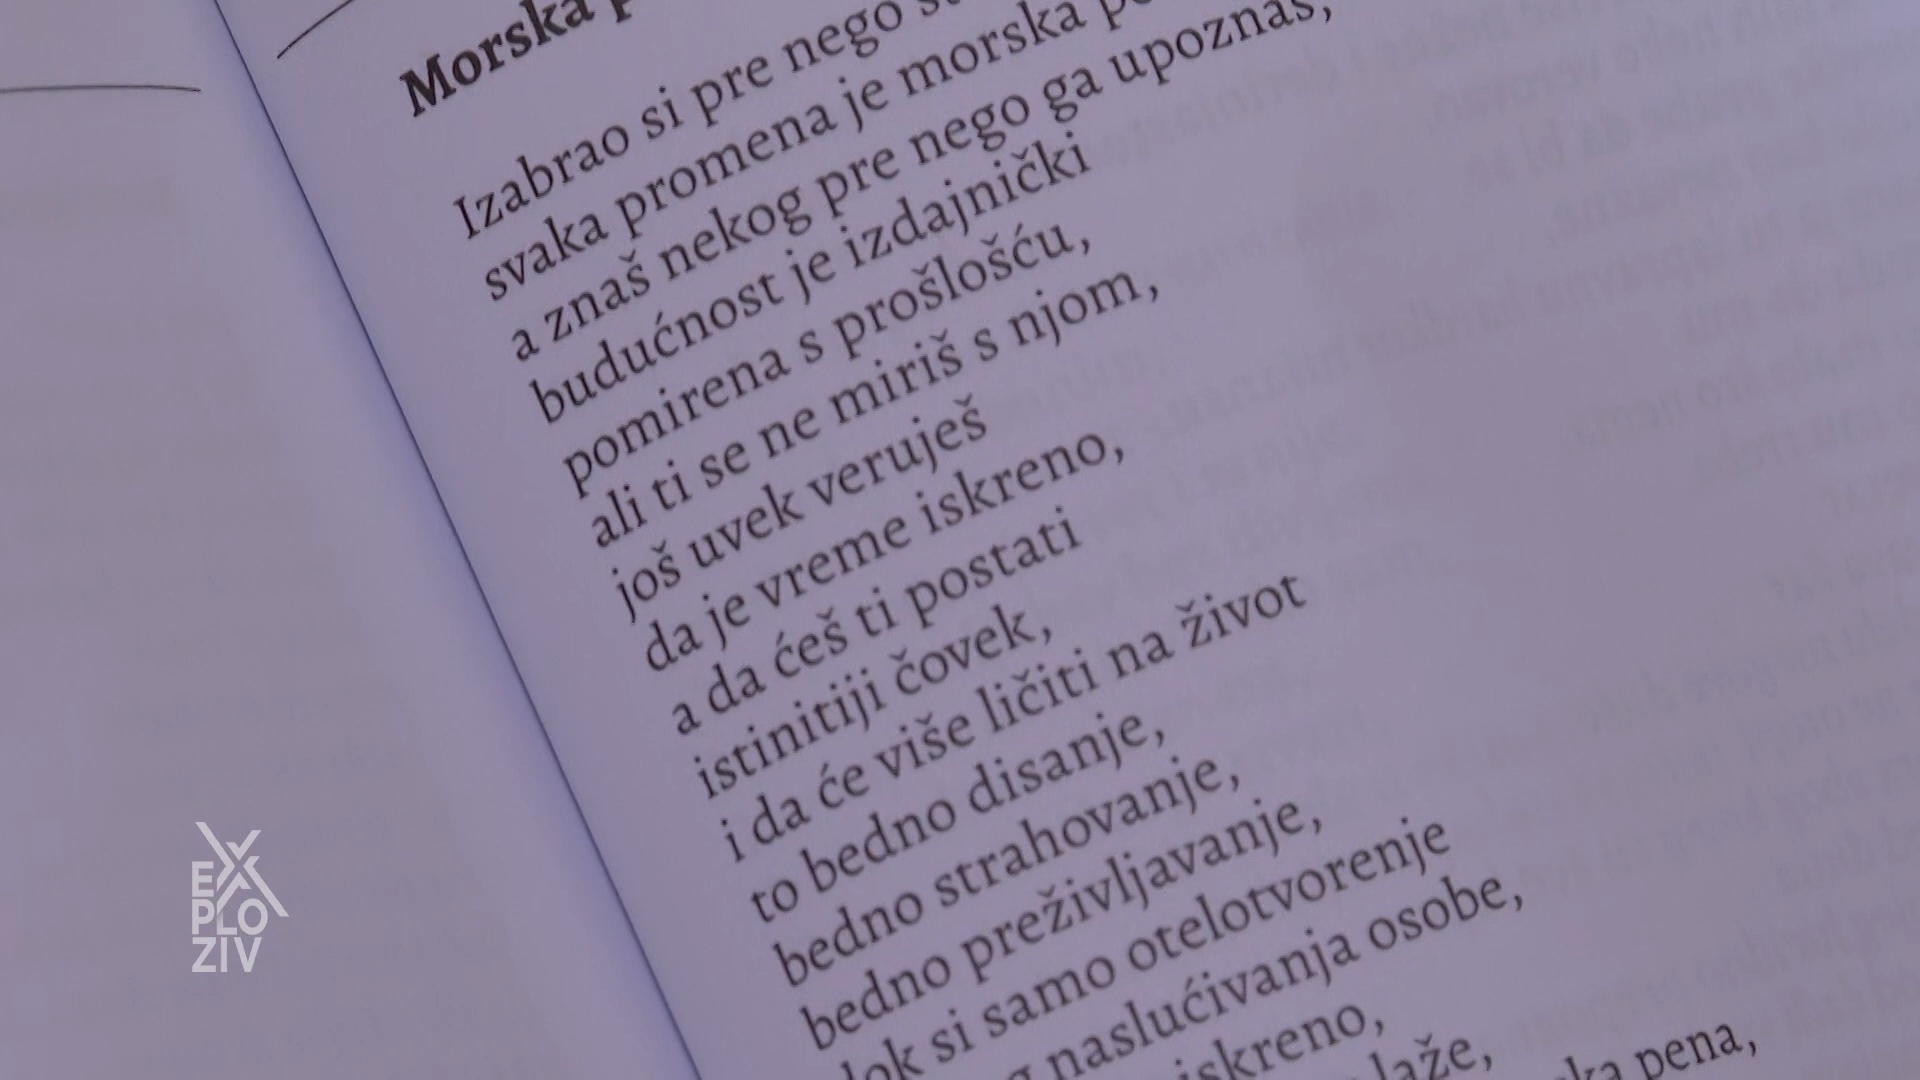 Morska
Izabrao si pre nego
svaka promena je morska
a znaš nekog pre nego ga upoznaš,
budućnost je izdajnički
pomirena s prošlošću,
ali ti se ne miriš s njom,
još uvek veruješ
da je vreme iskreno,
a da ćeš ti postati
istinitiji čovek,
i da će više ličiti na život
to bedno disanje,
bedno strahovanje,
bedno preživljavanje,
dok si samo otelotvorenje
naslućivanja osobe,
iskreno,
laže,
pena,
EX
PLO
ZIV